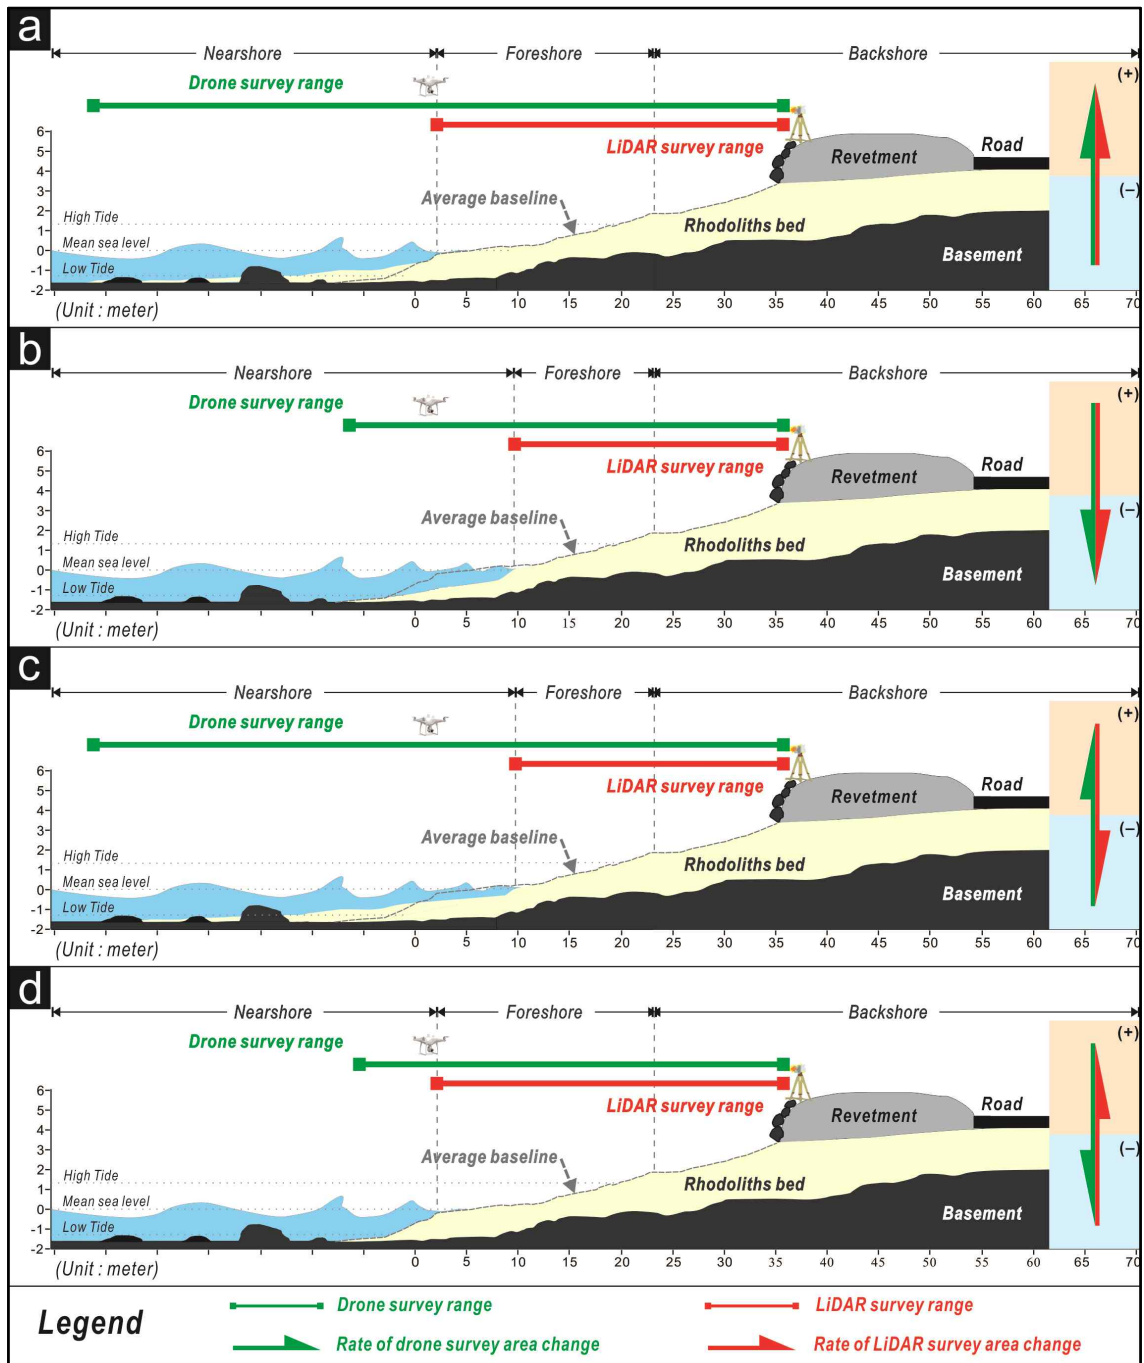 a
Nearshore Foreshore Backshore
Drone survey range
(+)
LiDAR survey range
6
5
4
3
2
1
0
-1
-2
Revetment
Road
(−)
Average baseline
High Tide
Mean sea level
Low Tide
Rhodoliths bed
Basement
0 5 10 15 20 25 30 35 40 45 50 55 60 65 70
(Unit : meter)
b
Nearshore Foreshore Backshore
Drone survey range
(+)
LiDAR survey range
6
5
4
3
2
1
0
-1
-2
Revetment
Road
(−)
Average baseline
High Tide
Mean sea level
Low Tide
Rhodoliths bed
Basement
0 5 10 15 20 25 30 35 40 45 50 55 60 65 70
(Unit : meter)
c
Nearshore Foreshore Backshore
Drone survey range
(+)
LiDAR survey range
6
5
4
3
2
1
0
-1
-2
Revetment
Road
(−)
Average baseline
High Tide
Mean sea level
Low Tide
Rhodoliths bed
Basement
0 5 10 15 20 25 30 35 40 45 50 55 60 65 70
(Unit : meter)
d
Nearshore Foreshore Backshore
Drone survey range
(+)
LiDAR survey range
6
5
4
3
2
1
0
-1
-2
Revetment
Road
(−)
Average baseline
High Tide
Mean sea level
Low Tide
Rhodoliths bed
Basement
0 5 10 15 20 25 30 35 40 45 50 55 60 65 70
(Unit : meter)
Legend
Drone survey range
LiDAR survey range
Rate of drone survey area change
Rate of LiDAR survey area change